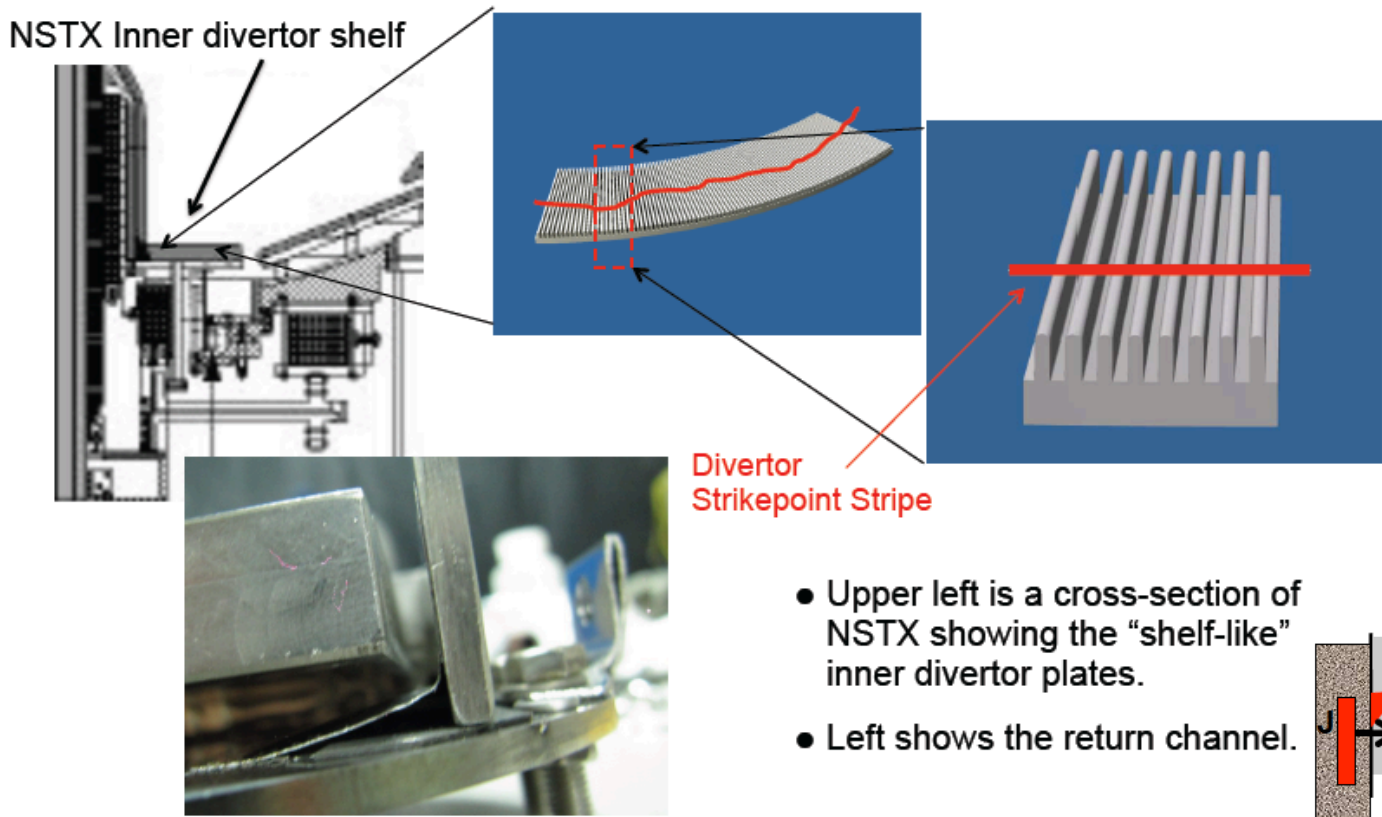 NSTX Inner divertor shelf
Divertor
Strikepoint Stripe
● Upper left is a cross-section of
NSTX showing the “shelf-like”
inner divertor plates.
● Left shows the return channel.
J